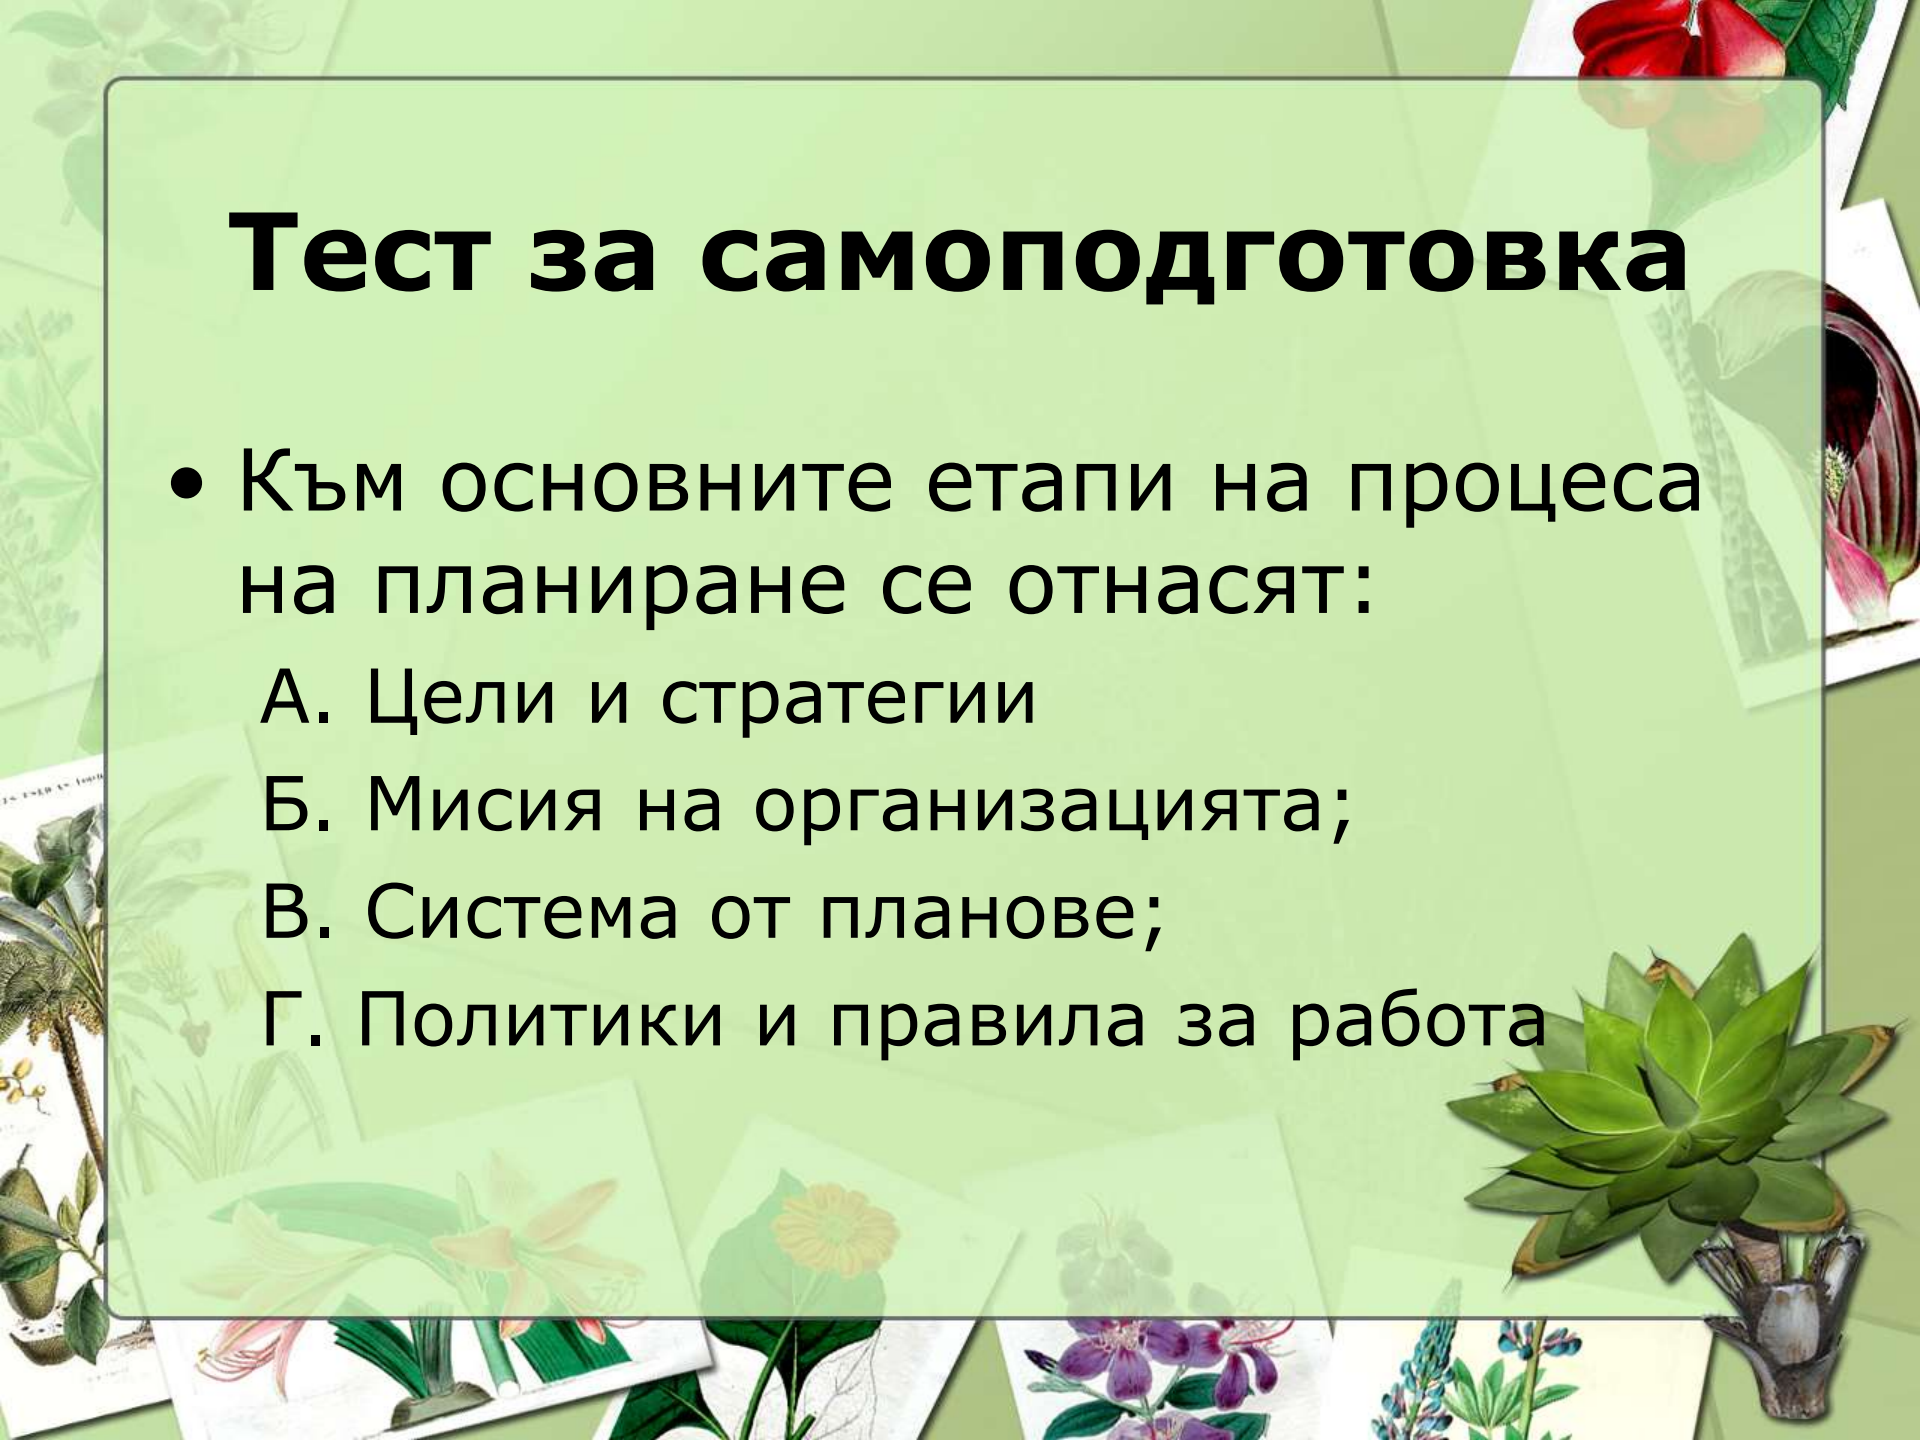 Тест за самоподготовка
• Към основните етапи на процеса
на планиране се отнасят:
А. Цели и стратегии
Б. Мисия на организацията;
В. Система от планове;
Г. Политики и правила за работа